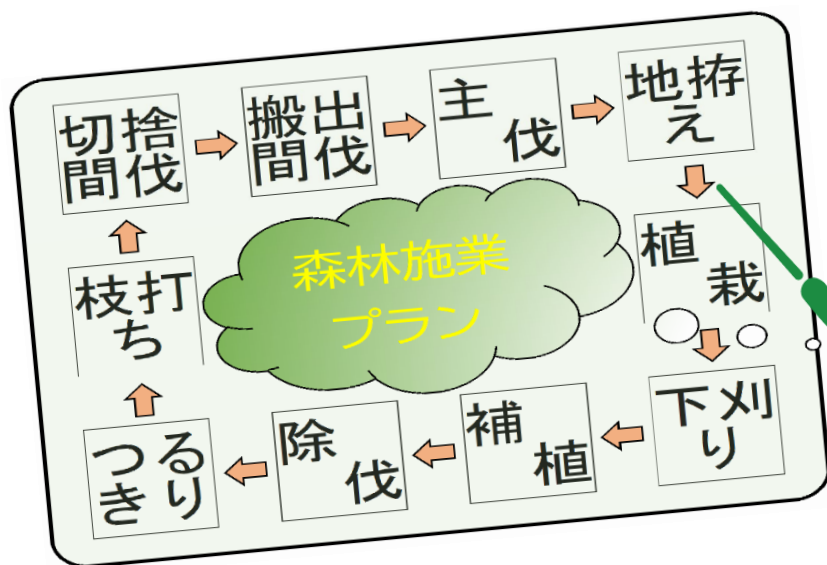 切捨
間伐
搬出
間伐
主
伐
地拵
え
植
栽
下刈
り
補
植
除
伐
つる
きり
枝打
ち
森林施業
プラン